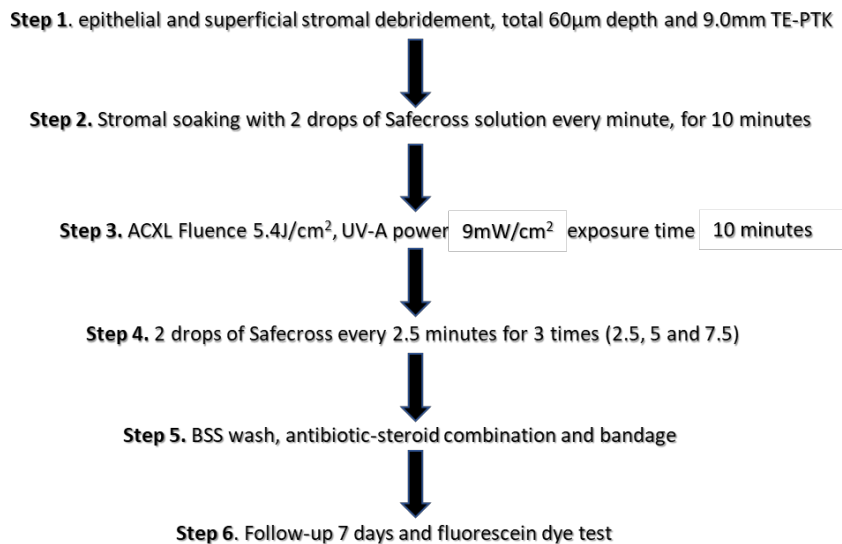 Step 1. epithelial and superficial stromal debridement, total 60µm depth and 9.0mm TE-PTK
Step 2. Stromal soaking with 2 drops of Safecross solution every minute, for 10 minutes
Step 3. ACXL Fluence 5.4J/cm², UV-A power 9mW/cm² exposure time 10 minutes
Step 4. 2 drops of Safecross every 2.5 minutes for 3 times (2.5, 5 and 7.5)
Step 5. BSS wash, antibiotic-steroid combination and bandage
Step 6. Follow-up 7 days and fluorescein dye test